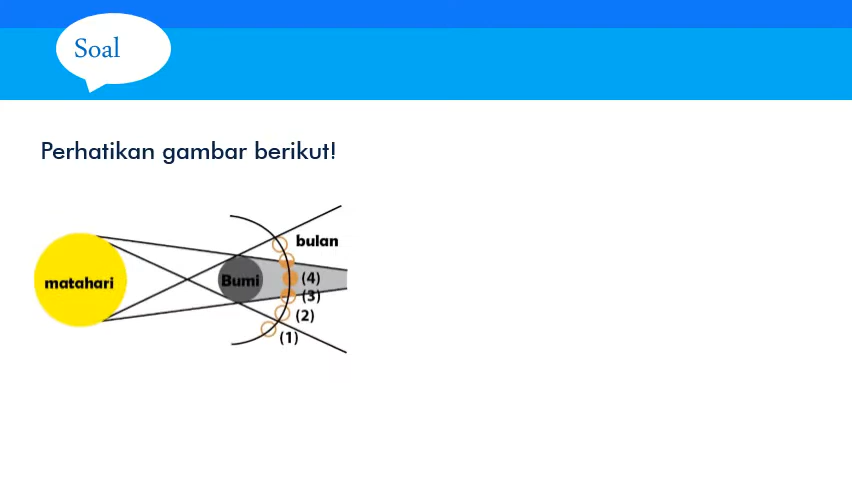 Soal
Perhatikan gambar berikut!
bulan
matahari
Bumi
(4)
(3)
(2)
(1)